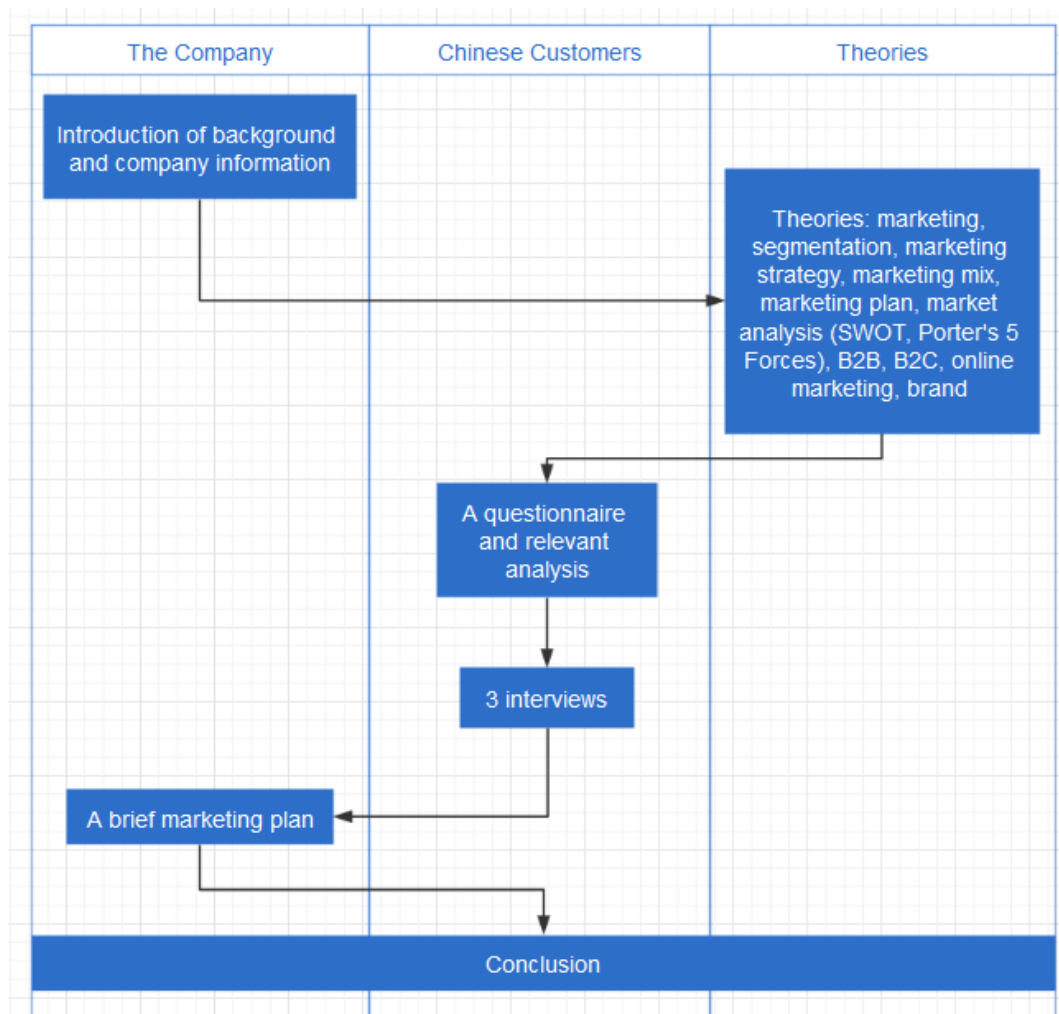 The Company
Chinese Customers
Theories
Introduction of background
and company information
Theories: marketing,
segmentation, marketing
strategy, marketing mix,
marketing plan, market
analysis (SWOT, Porter's 5
Forces), B2B, B2C, online
marketing, brand
A questionnaire
and relevant
analysis
3 interviews
A brief marketing plan
Conclusion